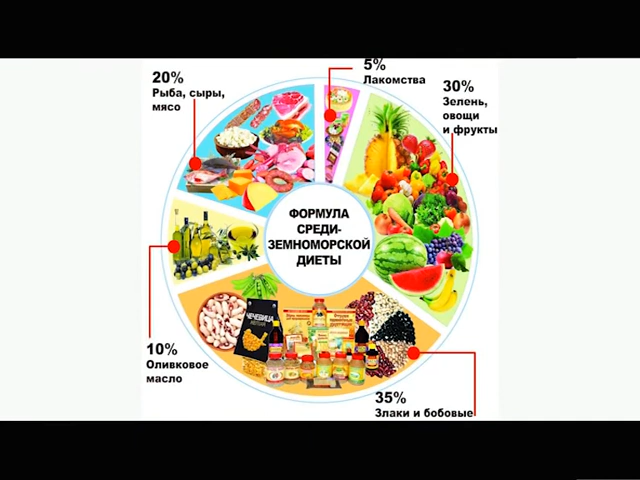 5%
Лакомства
20%
Рыба, сыры,
мясо
30%
Зелень,
овощи
и фрукты
ФОРМУЛА
СРЕДИ-
ЗЕМНОМОРСКОЙ
ДИЕТЫ
ЧЕЧЕВИЦА
10%
Оливковое
масло
35%
Злаки и бобовые